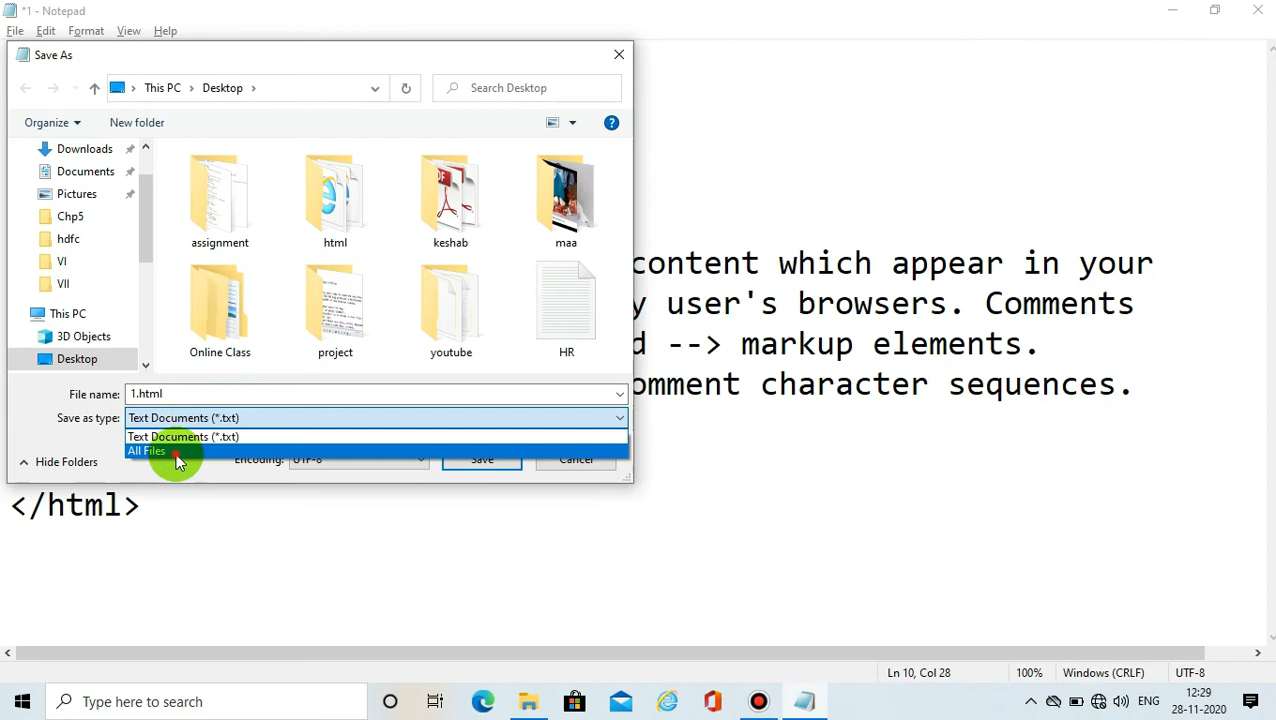 *1 - Notepad
File Edit Format View Help
Save As
This PC Desktop
Search Desktop
Organize New folder
Downloads
Documents
Pictures
Chp5
hdfc
VI
VII
This PC
3D Objects
Desktop
assignment html keshab maa
Online Class project youtube HR
File name: 1.html
Save as type: Text Documents (*.txt)
Text Documents (*.txt)
All Files
Hide Folders Encoding: UTF-8 Save Cancel
content which appear in your
y user's browsers. Comments
d --> markup elements.
omment character sequences.
</html>
Ln 10, Col 28 100% Windows (CRLF) UTF-8
Type here to search
ENG
12:29
28-11-2020